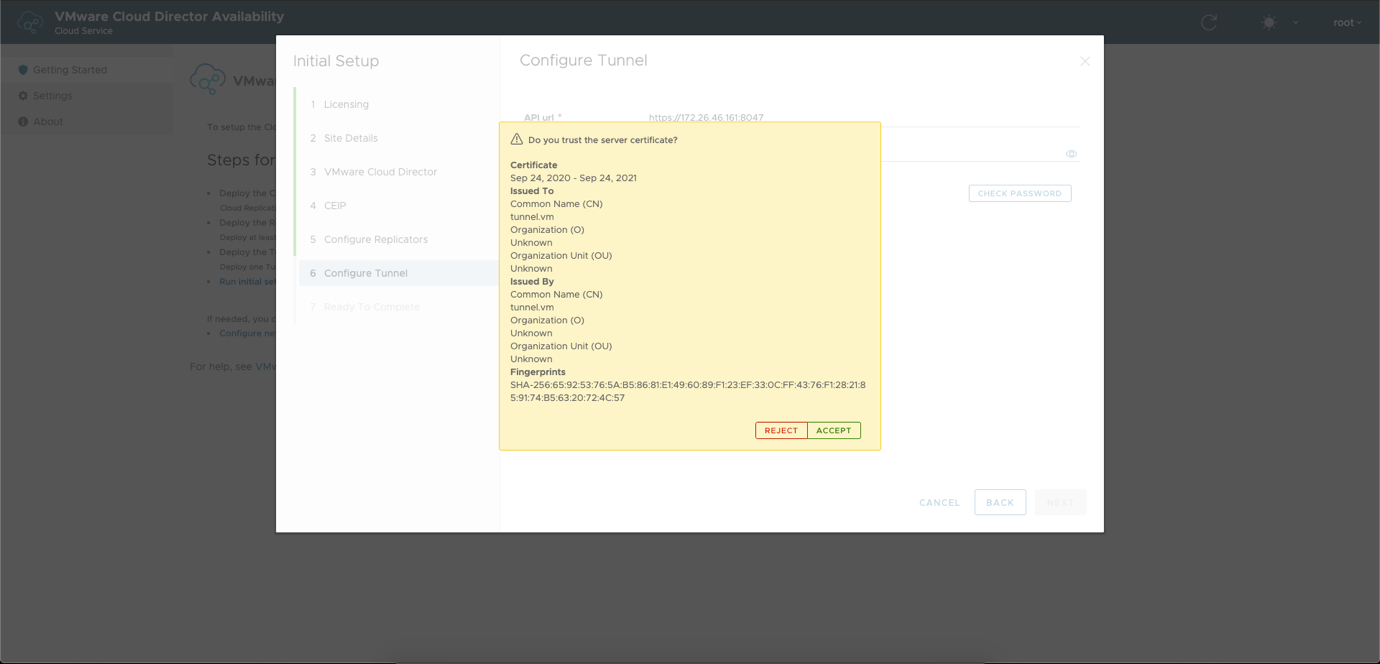 VMware Cloud Director Availability
Cloud Service
root
Getting Started
Settings
About
VMwa
To setup the Clo
Steps for
Deploy the C
Cloud Replica
Deploy the R
Deploy at least
Deploy the T
Deploy one Tu
Run initial set
If needed, you c
Configure ne
For help, see VMw
Initial Setup
1 Licensing
2 Site Details
3 VMware Cloud Director
4 CEIP
5 Configure Replicators
6 Configure Tunnel
7 Ready To Complete
Configure Tunnel
API url * https://172.26.46.161:8047
Do you trust the server certificate?
Certificate
Sep 24, 2020 - Sep 24, 2021
Issued To
Common Name (CN)
tunnel.vm
Organization (O)
Unknown
Organization Unit (OU)
Unknown
Issued By
Common Name (CN)
tunnel.vm
Organization (O)
Unknown
Organization Unit (OU)
Unknown
Fingerprints
SHA-256:65:92:53:76:5A:B5:86:81:E1:49:60:89:F1:23:EF:33:0C:FF:43:76:F1:28:21:8
5:91:74:B5:63:20:72:4C:57
REJECT ACCEPT
CHECK PASSWORD
CANCEL BACK NEXT